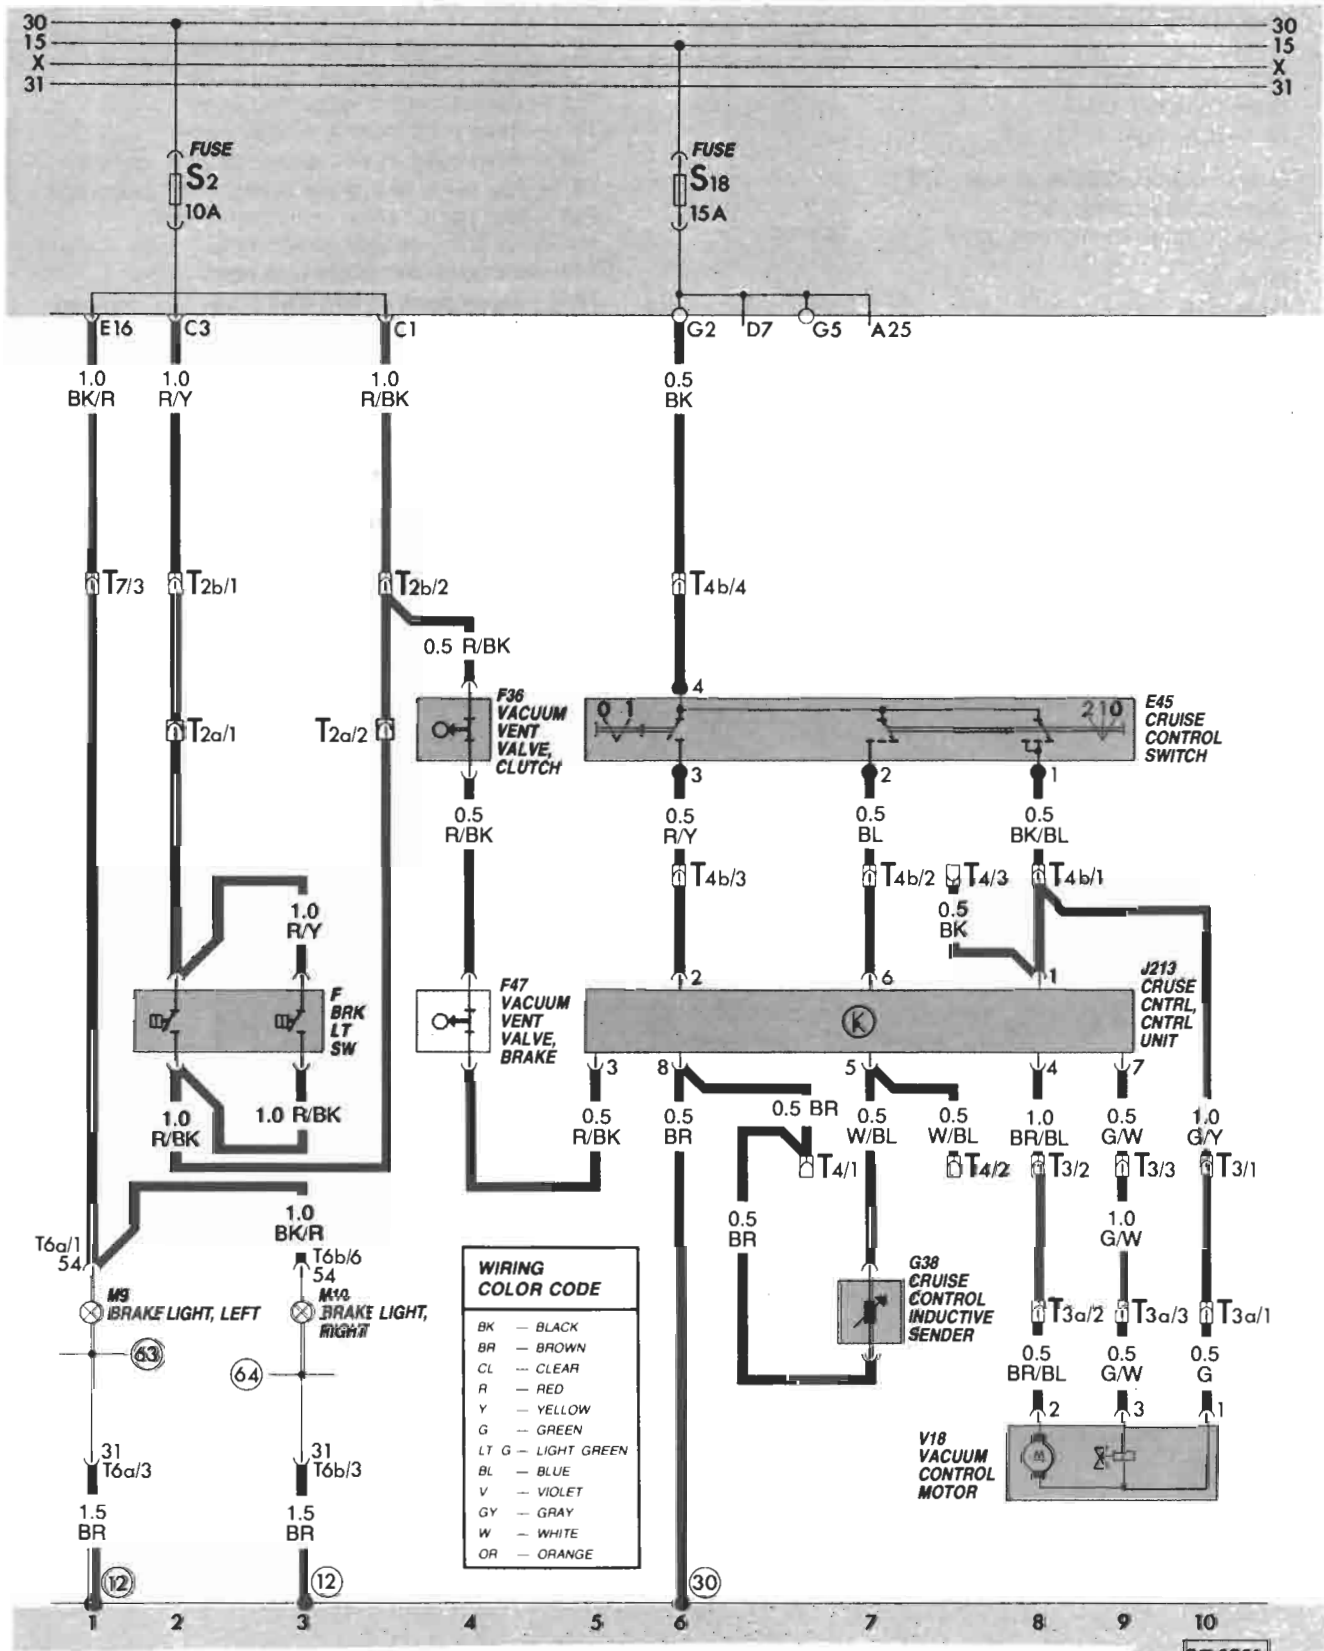 30 30
15 15
X X
31 31
FUSE
S2
10A
FUSE
S18
15A
E16 C3 C1 G2 D7 G5 A25
1.0
BK/R
1.0
R/Y
1.0
R/BK
0.5
BK
T7/3 T2b/1 T2b/2 T4b/4
0.5 R/BK
4
F36
VACUUM
VENT
VALVE,
CLUTCH
0 1
2 1 0
E45
CRUISE
CONTROL
SWITCH
T2a/1 T2a/2
3 2 1
0.5
R/BK
0.5
R/Y
0.5
BL
0.5
BK/BL
T4b/3 T4b/2 T4/3 T4b/1
1.0
R/Y
0.5
BK
2 6 1
F
BRK
LT
SW
F47
VACUUM
VENT
VALVE,
BRAKE
K
J213
CRUSE
CNTRL,
CNTRL
UNIT
3 8 5 4 7
1.0
R/BK
1.0 R/BK
0.5
R/BK
0.5
BR
0.5 BR
0.5
W/BL
0.5
W/BL
1.0
BR/BL
0.5
G/W
1.0
G/Y
T4/1 T4/2 T3/2 T3/3 T3/1
1.0
BK/R
0.5
BR
1.0
G/W
T6a/1
54
T6b/6
54
M9
BRAKE LIGHT, LEFT
M10
BRAKE LIGHT,
RIGHT
63
64
G38
CRUISE
CONTROL
INDUCTIVE
SENDER
T3a/2 T3a/3 T3a/1
0.5
BR/BL
0.5
G/W
0.5
G
2 3 1
V18
VACUUM
CONTROL
MOTOR
WIRING
COLOR CODE
BK — BLACK
BR — BROWN
CL — CLEAR
R — RED
Y — YELLOW
G — GREEN
LT G — LIGHT GREEN
BL — BLUE
V — VIOLET
GY — GRAY
W — WHITE
OR — ORANGE
31
T6a/3
31
T6b/3
1.5
BR
1.5
BR
12 12 30
1 2 3 4 5 6 7 8 9 10